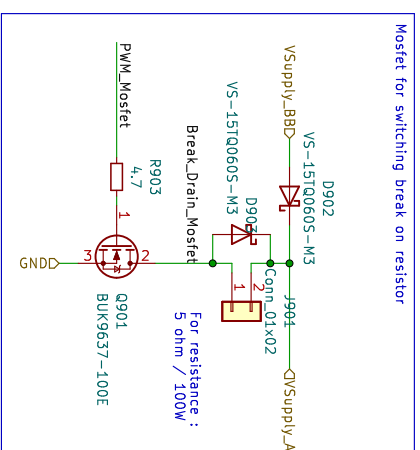 Mosfet for switching break on resistor
VSupply_BB
D902
VS-15TQ060S-M3
D903
VS-15TQ060S-M3
PWM_Mosfet
R903
4.7
Break_Drain_Mosfet
1
3
2
GND
Q901
BUK9637-100E
1
2
J901
Conn_01x02
VSupply_A
For resistance :
5 ohm / 100W